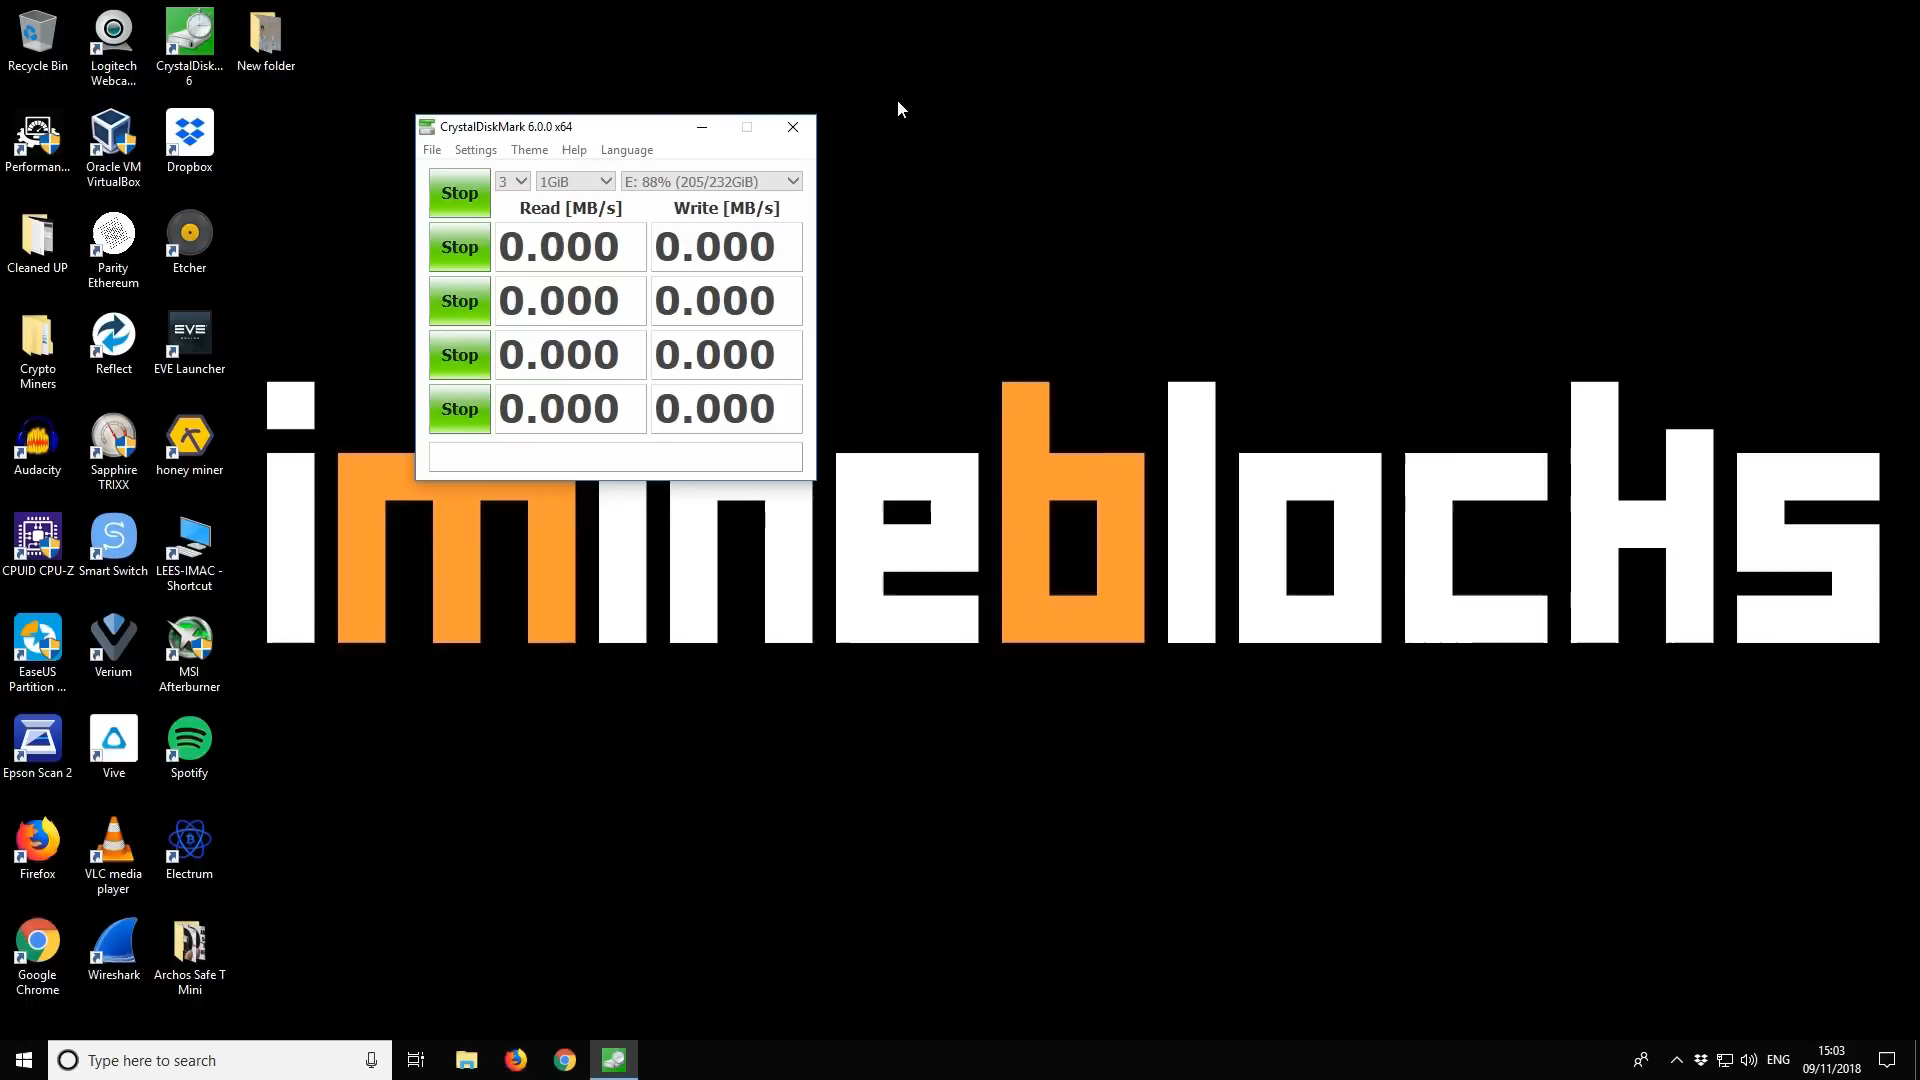 Recycle Bin
Logitech
Webca...
CrystalDisk...
6
New folder
Performan...
Oracle VM
VirtualBox
Dropbox
Cleaned UP
Parity
Ethereum
Etcher
Crypto
Miners
Reflect
EVE
EVE Launcher
Audacity
Sapphire
TRIXX
honey miner
CPUID CPU-Z
Smart Switch
LEES-IMAC -
Shortcut
EaseUS
Partition ...
Verium
MSI
Afterburner
Epson Scan 2
Vive
Spotify
Firefox
VLC media
player
Electrum
Google
Chrome
Wireshark
Archos Safe T
Mini
CrystalDiskMark 6.0.0 x64
File Settings Theme Help Language
Stop 3 1GiB E: 88% (205/232GiB)
Read [MB/s] Write [MB/s]
Stop 0.000 0.000
Stop 0.000 0.000
Stop 0.000 0.000
Stop 0.000 0.000
imineblocks
Type here to search
ENG
15:03
09/11/2018